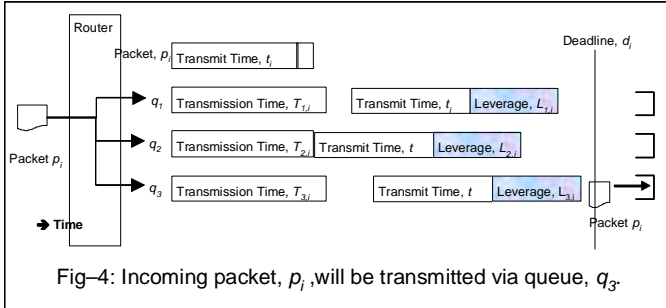 Router
Deadline, di
Packet, pi Transmit Time, ti
q1 Transmission Time, T1,i Transmit Time, ti Leverage, L1,i
q2 Transmission Time, T2,i Transmit Time, t Leverage, L2,i
Packet pi
q3 Transmission Time, T3,i Transmit Time, t Leverage, L3,i
➔ Time
Packet pi
Fig–4: Incoming packet, pi ,will be transmitted via queue, q3.